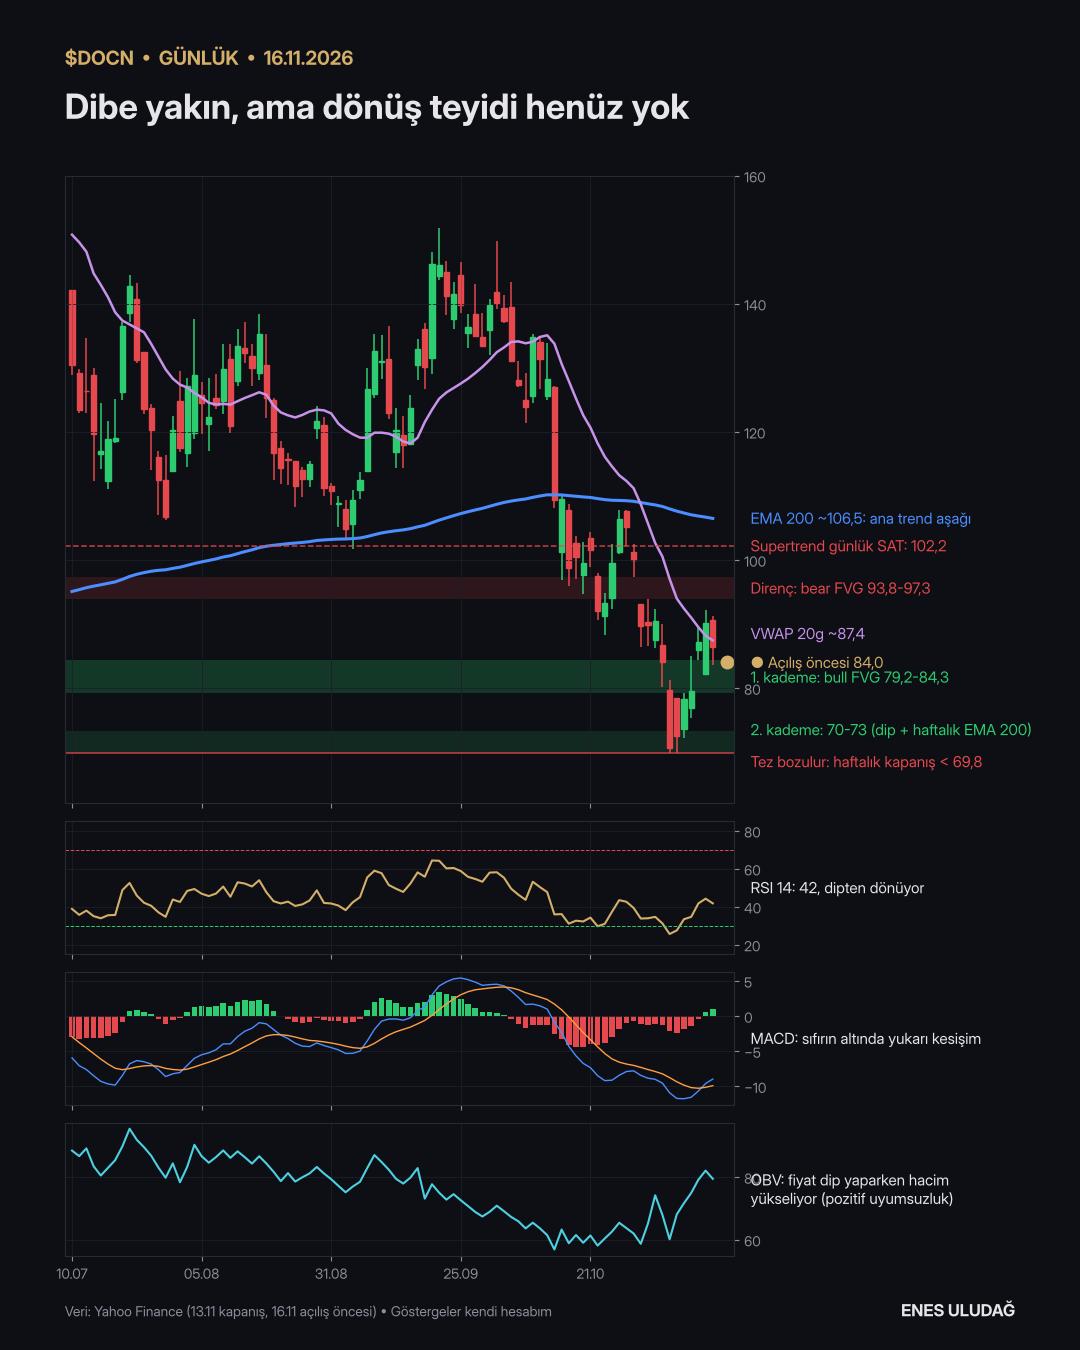 $DOCN • GÜNLÜK • 16.11.2026
Dibe yakın, ama dönüş teyidi henüz yok
160
140
120
EMA 200 ~106,5: ana trend aşağı
Supertrend günlük SAT: 102,2
100
Direnç: bear FVG 93,8-97,3
VWAP 20g ~87,4
Açılış öncesi 84,0
1. kademe: bull FVG 79,2-84,3
80
2. kademe: 70-73 (dip + haftalık EMA 200)
Tez bozulur: haftalık kapanış < 69,8
80
60
RSI 14: 42, dipten dönüyor
40
20
5
0
MACD: sıfırın altında yukarı kesişim
−5
−10
80
OBV: fiyat dip yaparken hacim
yükseliyor (pozitif uyumsuzluk)
60
10.07 05.08 31.08 25.09 21.10
Veri: Yahoo Finance (13.11 kapanış, 16.11 açılış öncesi) • Göstergeler kendi hesabım
ENES ULUDAĞ